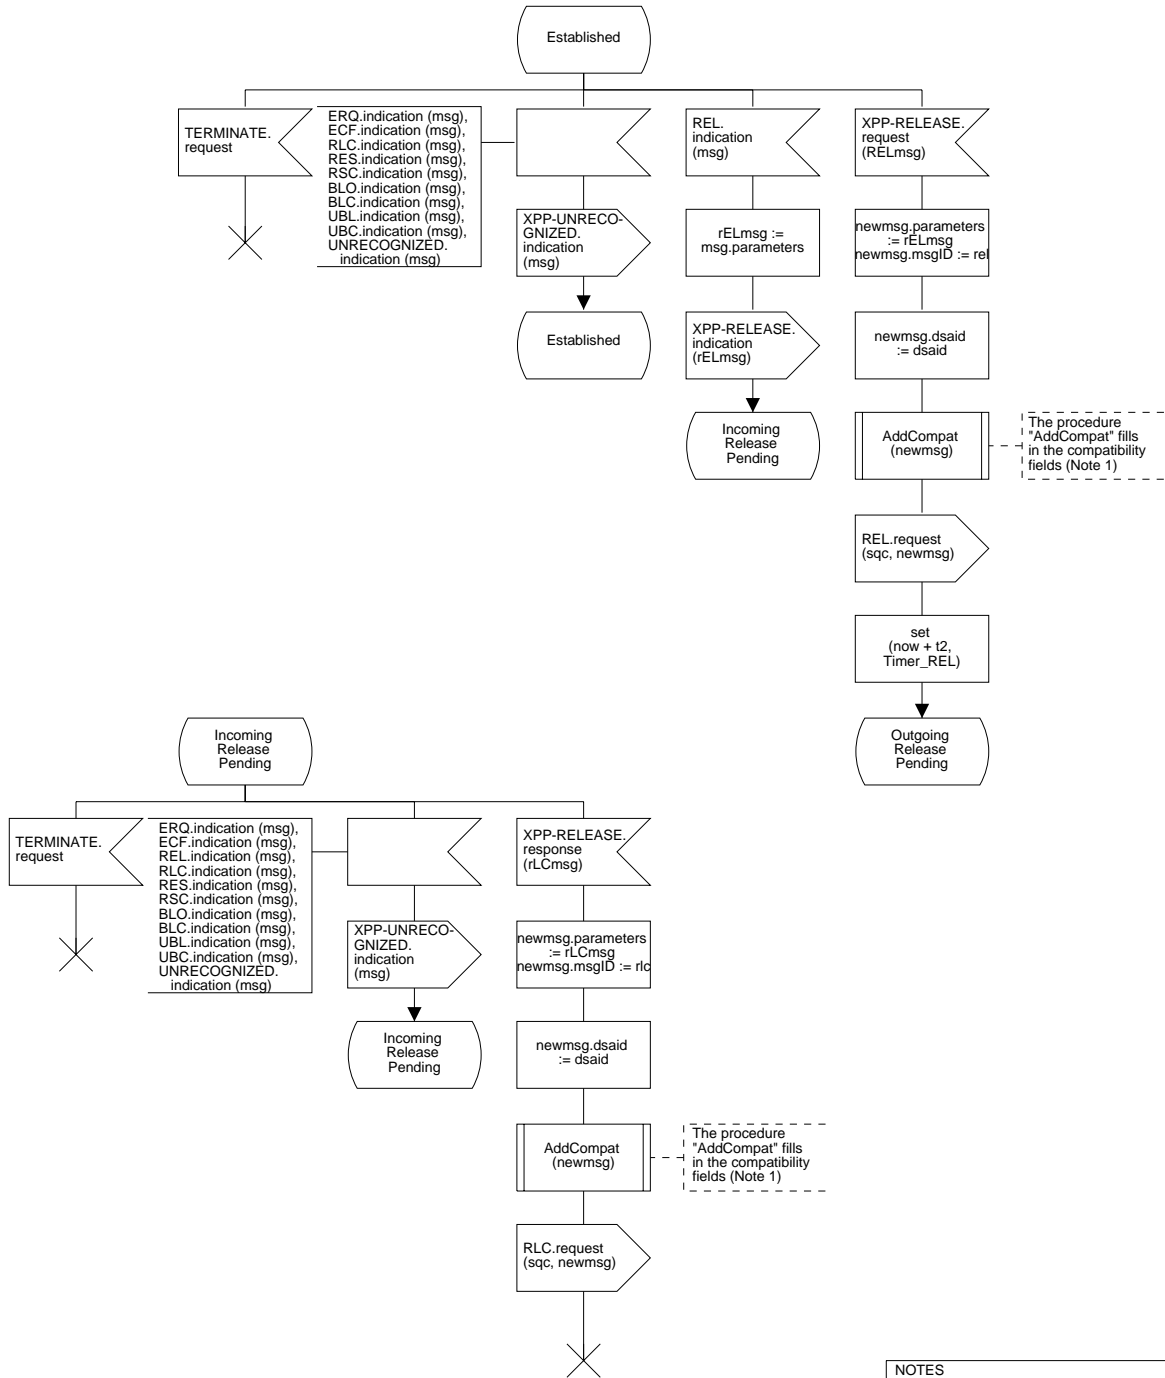 Established
TERMINATE.
request
ERQ.indication (msg),
ECF.indication (msg),
RLC.indication (msg),
RES.indication (msg),
RSC.indication (msg),
BLO.indication (msg),
BLC.indication (msg),
UBL.indication (msg),
UBC.indication (msg),
UNRECOGNIZED.
indication (msg)
REL.
indication
(msg)
XPP-RELEASE.
request
(RELmsg)
XPP-UNRECO-
GNIZED.
indication
(msg)
rELmsg :=
msg.parameters
newmsg.parameters
:= rELmsg
newmsg.msgID := rel
Established
XPP-RELEASE.
indication
(rELmsg)
newmsg.dsaid
:= dsaid
Incoming
Release
Pending
AddCompat
(newmsg)
The procedure
"AddCompat" fills
in the compatibility
fields (Note 1)
REL.request
(sqc, newmsg)
set
(now + t2,
Timer_REL)
Outgoing
Release
Pending
Incoming
Release
Pending
TERMINATE.
request
ERQ.indication (msg),
ECF.indication (msg),
REL.indication (msg),
RLC.indication (msg),
RES.indication (msg),
RSC.indication (msg),
BLO.indication (msg),
BLC.indication (msg),
UBL.indication (msg),
UBC.indication (msg),
UNRECOGNIZED.
indication (msg)
XPP-RELEASE.
response
(rLCmsg)
XPP-UNRECO-
GNIZED.
indication
(msg)
newmsg.parameters
:= rLCmsg
newmsg.msgID := rlc
Incoming
Release
Pending
newmsg.dsaid
:= dsaid
AddCompat
(newmsg)
The procedure
"AddCompat" fills
in the compatibility
fields (Note 1)
RLC.request
(sqc, newmsg)
NOTES